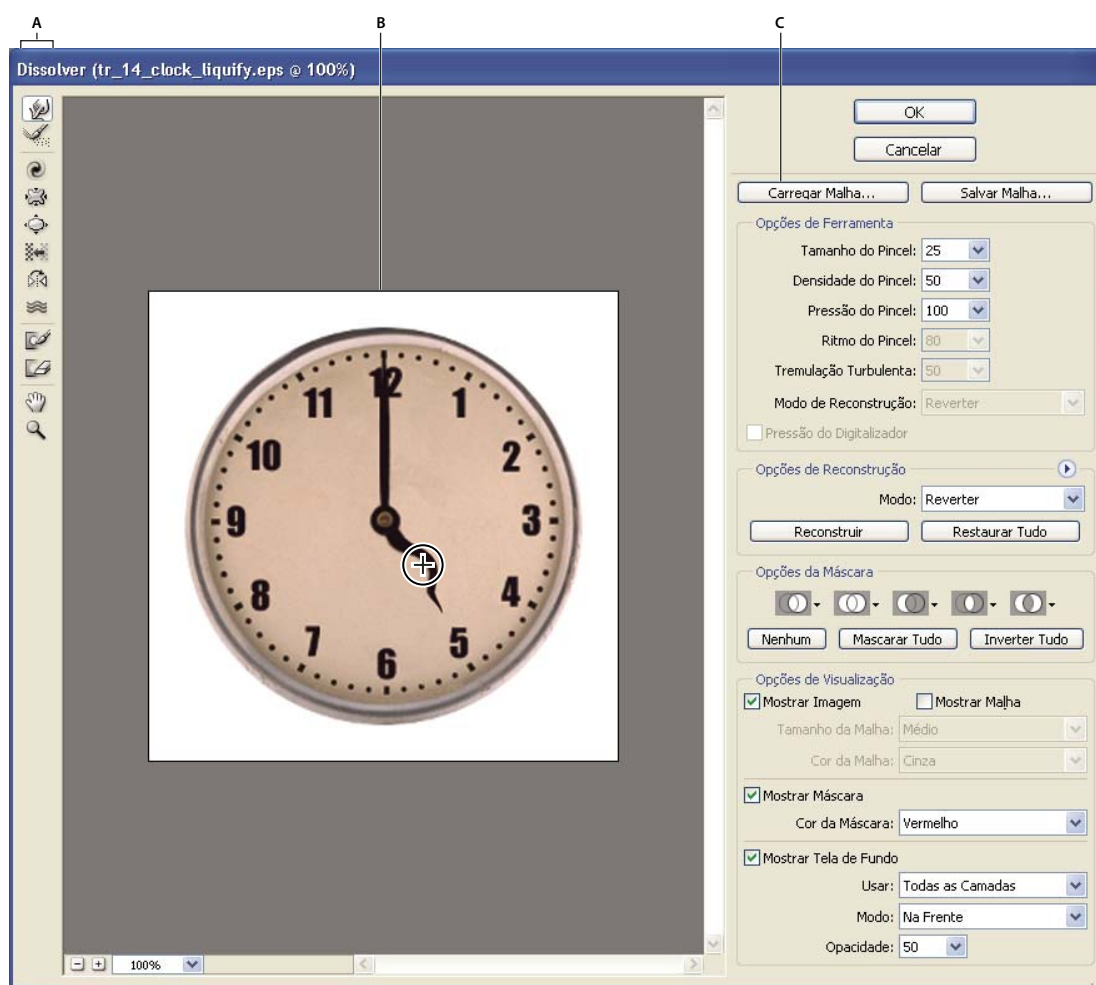 A B C
Dissolver (tr_14_clock_liquify.eps @ 100%)
OK
Cancelar
Carregar Malha... Salvar Malha...
Opções de Ferramenta
Tamanho do Pincel: 25
Densidade do Pincel: 50
Pressão do Pincel: 100
Ritmo do Pincel: 80
Tremulação Turbulenta: 50
Modo de Reconstrução: Reverter
Pressão do Digitalizador
Opções de Reconstrução
Modo: Reverter
Reconstruir Restaurar Tudo
Opções da Máscara
Nenhum Mascarar Tudo Inverter Tudo
Opções de Visualização
Mostrar Imagem Mostrar Malha
Tamanho da Malha: Médio
Cor da Malha: Cinza
Mostrar Máscara
Cor da Máscara: Vermelho
Mostrar Tela de Fundo
Usar: Todas as Camadas
Modo: Na Frente
Opacidade: 50
12
11 1
10 2
9 3
8 4
7 5
6
100%